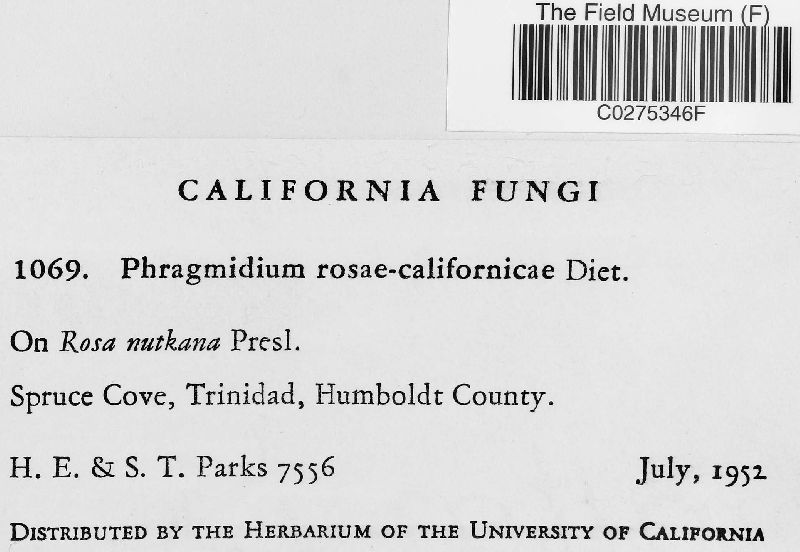 The Field Museum (F)
C0275346F
CALIFORNIA FUNGI
1069. Phragmidium rosae-californicae Diet.
On Rosa nutkana Presl.
Spruce Cove, Trinidad, Humboldt County.
H. E. & S. T. Parks 7556 July, 1952
DISTRIBUTED BY THE HERBARIUM OF THE UNIVERSITY OF CALIFORNIA